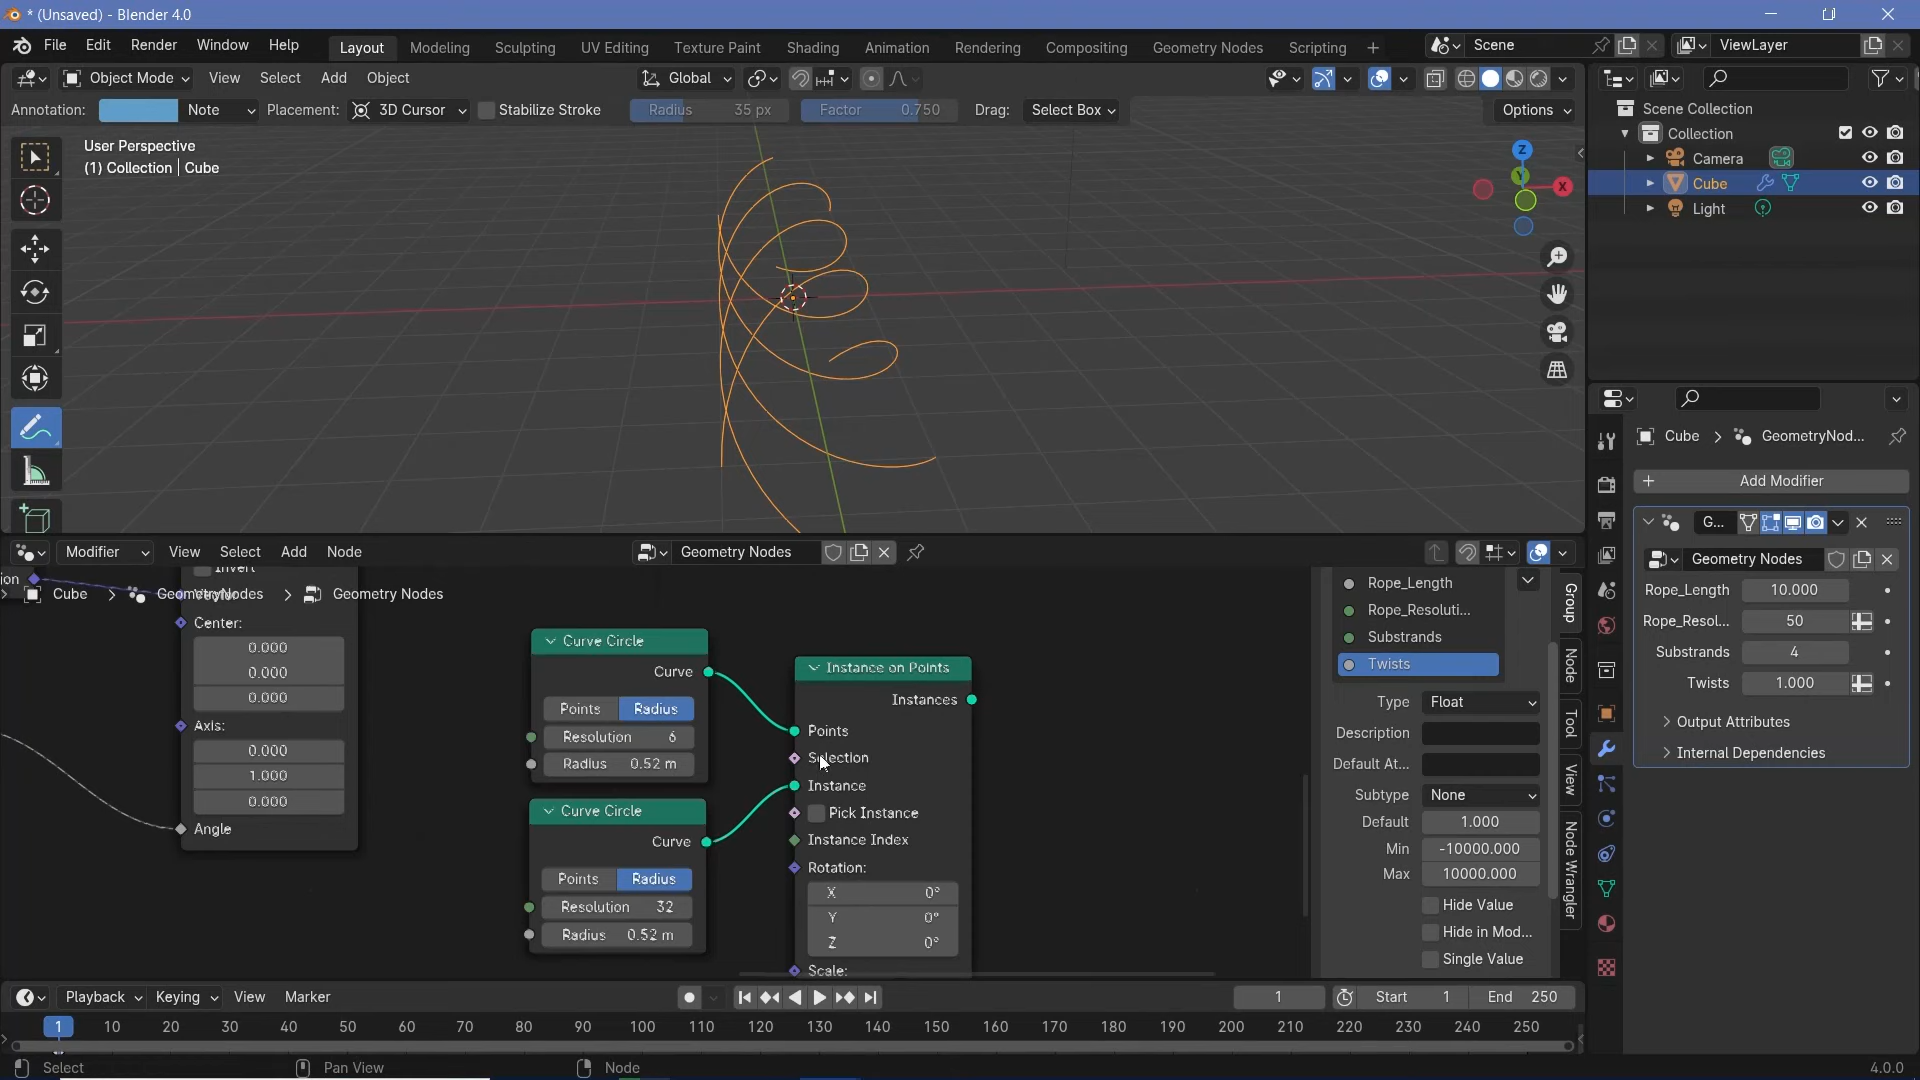 * (Unsaved) - Blender 4.0
File Edit Render Window Help
Layout Modeling Sculpting UV Editing Texture Paint Shading Animation Rendering Compositing Geometry Nodes Scripting +
Scene
ViewLayer
Object Mode View Select Add Object
Global
Annotation: Note Placement: 3D Cursor Stabilize Stroke Radius 35 px Factor 0.750 Drag: Select Box Options
User Perspective
(1) Collection | Cube
Z
Y
X
Scene Collection
Collection
Camera
Cube
Light
Cube > GeometryNod...
Add Modifier
G...
Geometry Nodes
Rope_Length 10.000
Rope_Resol... 50
Substrands 4
Twists 1.000
Output Attributes
Internal Dependencies
Modifier View Select Add Node
Geometry Nodes
Cube > GeometryNodes > Geometry Nodes
ion
Invert
Center:
0.000
0.000
0.000
Axis:
0.000
1.000
0.000
Angle
Curve Circle
Curve
Points Radius
Resolution 6
Radius 0.52 m
Curve Circle
Curve
Points Radius
Resolution 32
Radius 0.52 m
Instance on Points
Instances
Points
Selection
Instance
Pick Instance
Instance Index
Rotation:
X 0°
Y 0°
Z 0°
Scale:
Rope_Length
Rope_Resoluti...
Substrands
Twists
Type Float
Description
Default At...
Subtype None
Default 1.000
Min -10000.000
Max 10000.000
Hide Value
Hide in Mod...
Single Value
Group
Node
Tool
View
Node Wrangler
Playback Keying View Marker
1 Start 1 End 250
1 10 20 30 40 50 60 70 80 90 100 110 120 130 140 150 160 170 180 190 200 210 220 230 240 250
Select Pan View Node 4.0.0